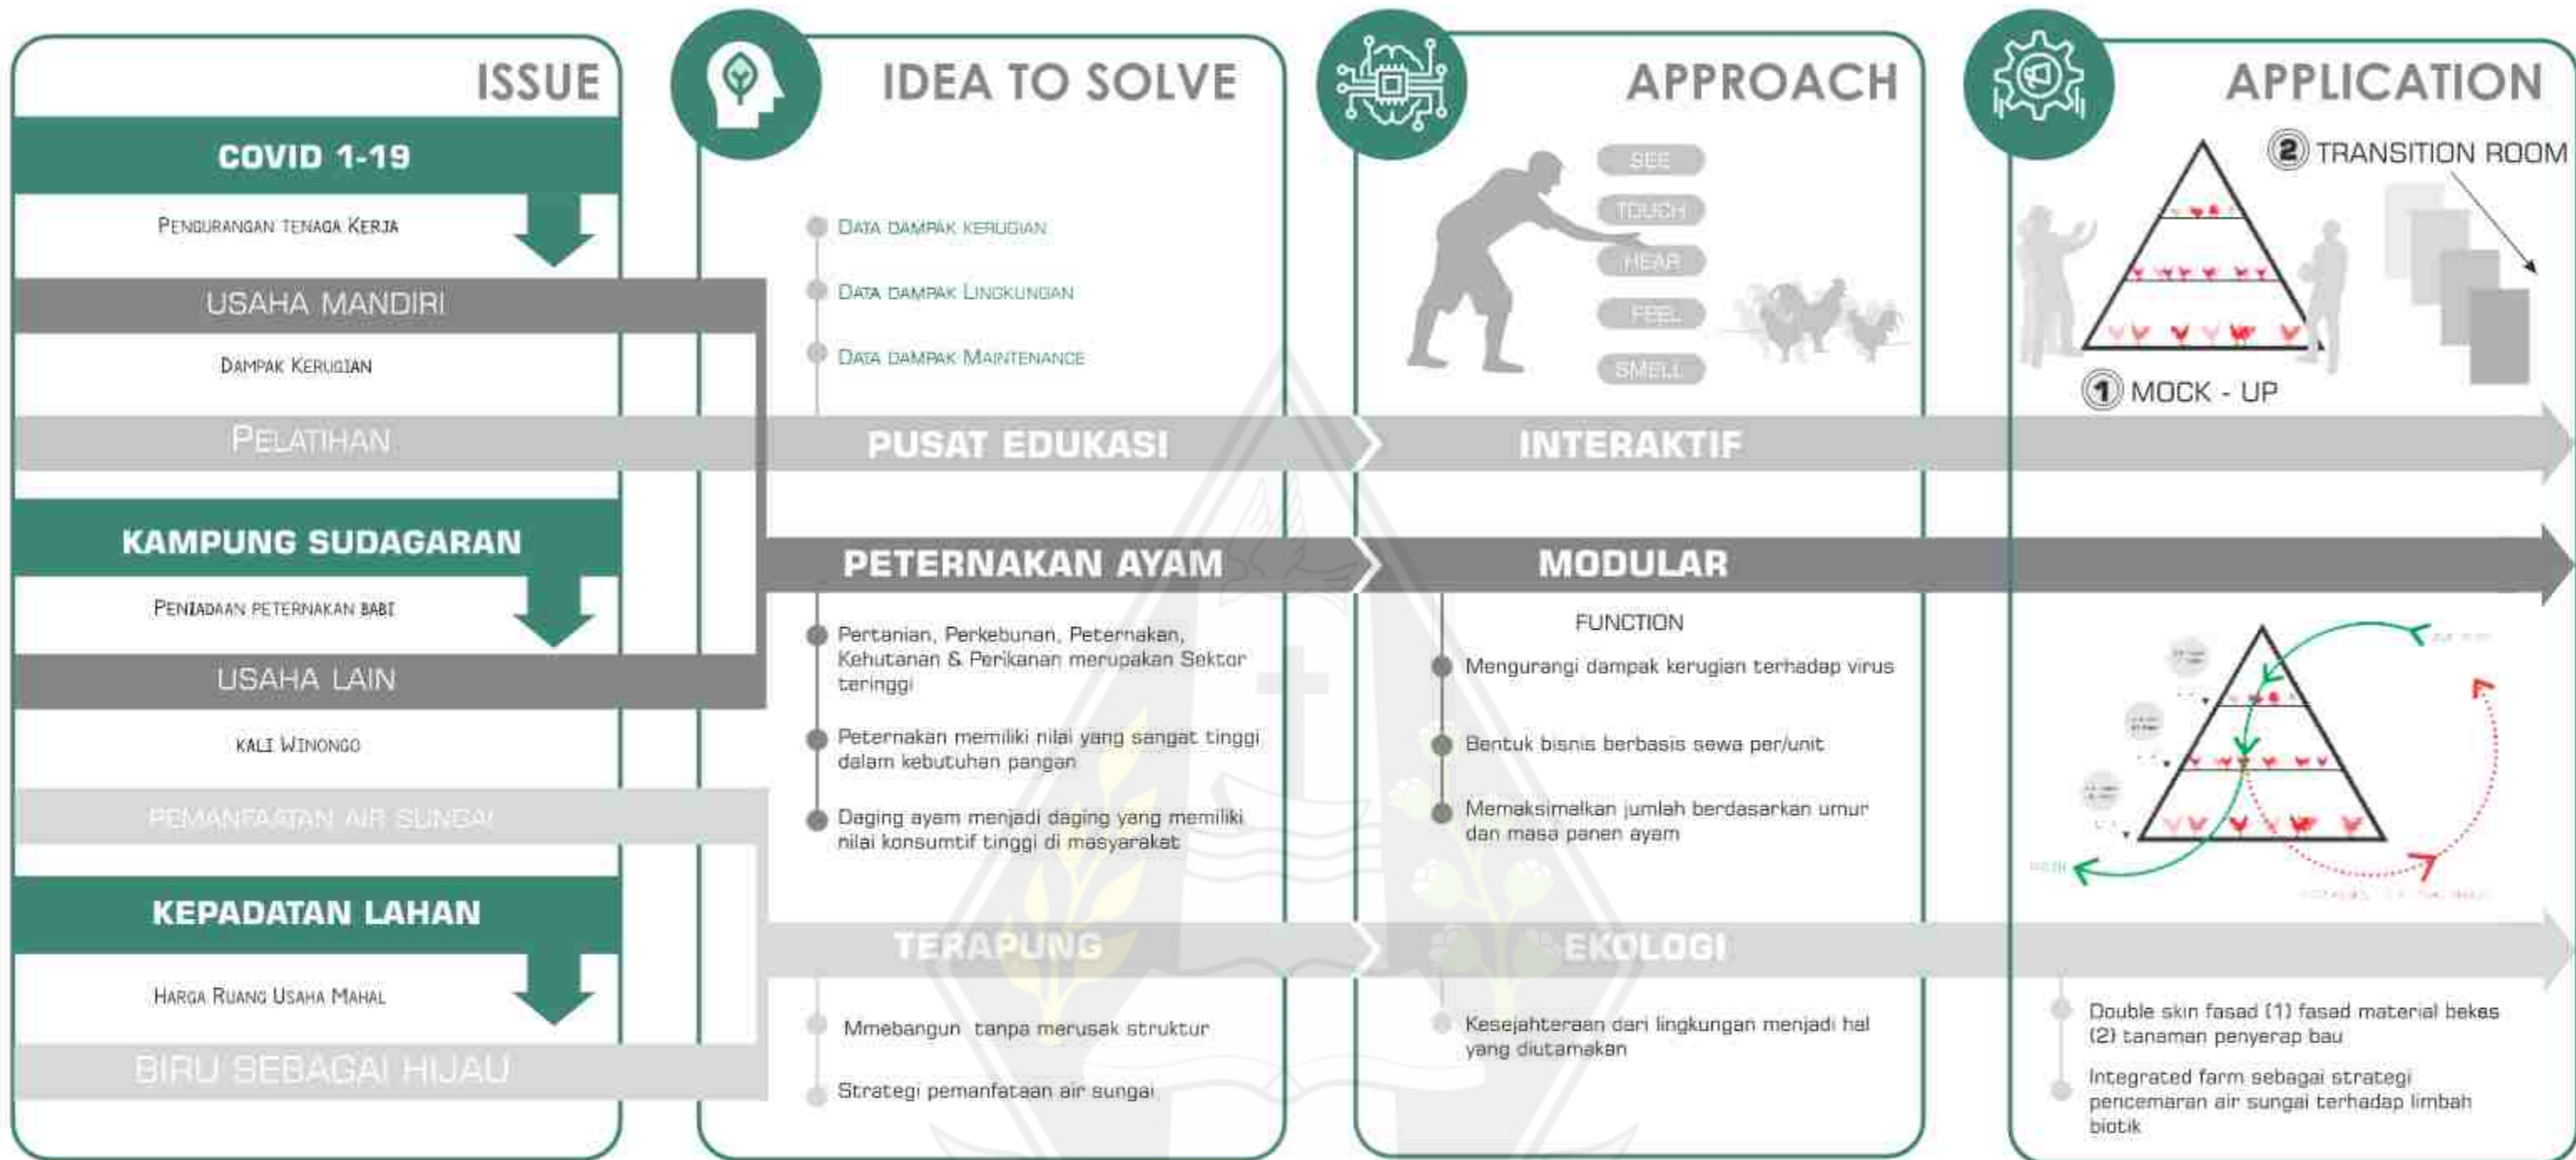 ISSUE
COVID 1-19
PENGURANGAN TENAGA KERJA
USAHA MANDIRI
DAMPAK KERUGIAN
PELATIHAN
KAMPUNG SUDAGARAN
PENIADAAN PETERNAKAN BABI
USAHA LAIN
KALI WINONGO
PEMANFAATAN AIR SUNGAI
KEPADATAN LAHAN
HARGA RUANG USAHA MAHAL
BIRU SEBAGAI HIJAU
IDEA TO SOLVE
DATA DAMPAK KERUGIAN
DATA DAMPAK LINGKUNGAN
DATA DAMPAK MAINTENANCE
PUSAT EDUKASI
PETERNAKAN AYAM
Pertanian, Perkebunan, Peternakan,
Kehutanan & Perikanan merupakan Sektor
teringgi
Peternakan memiliki nilai yang sangat tinggi
dalam kebutuhan pangan
Daging ayam menjadi daging yang memiliki
nilai konsumtif tinggi di masyarakat
TERAPUNG
Mmebangun tanpa merusak struktur
Strategi pemanfataan air sungai
APPROACH
SEE
TOUCH
HEAR
FEEL
SMELL
INTERAKTIF
MODULAR
FUNCTION
Mengurangi dampak kerugian terhadap virus
Bentuk bisnis berbasis sewa per/unit
Memaksimalkan jumlah berdasarkan umur
dan masa panen ayam
EKOLOGI
Kesejahteraan dari lingkungan menjadi hal
yang diutamakan
APPLICATION
2 TRANSITION ROOM
1 MOCK - UP
Double skin fasad (1) fasad material bekas
(2) tanaman penyerap bau
Integrated farm sebagai strategi
pencemaran air sungai terhadap limbah
biotik